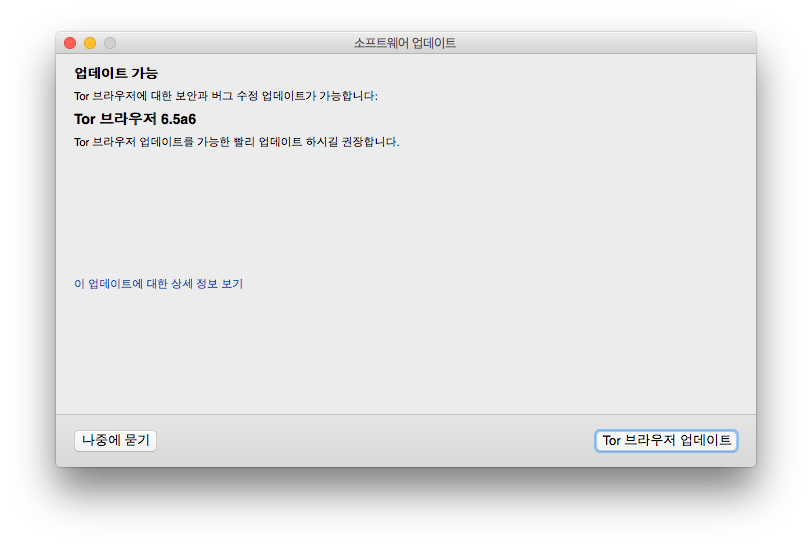 소프트웨어 업데이트
업데이트 가능
Tor 브라우저에 대한 보안과 버그 수정 업데이트가 가능합니다:
Tor 브라우저 6.5a6
Tor 브라우저 업데이트를 가능한 빨리 업데이트 하시길 권장합니다.
이 업데이트에 대한 상세 정보 보기
나중에 묻기
Tor 브라우저 업데이트